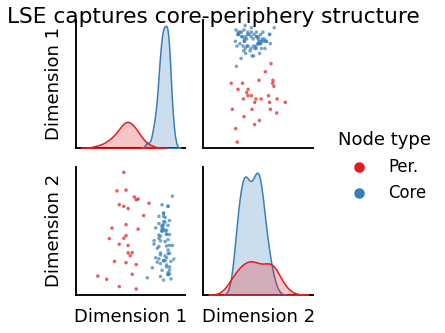 LSE captures core-periphery structure
Dimension 1
Node type
Per.
Core
Dimension 2
Dimension 1
Dimension 2